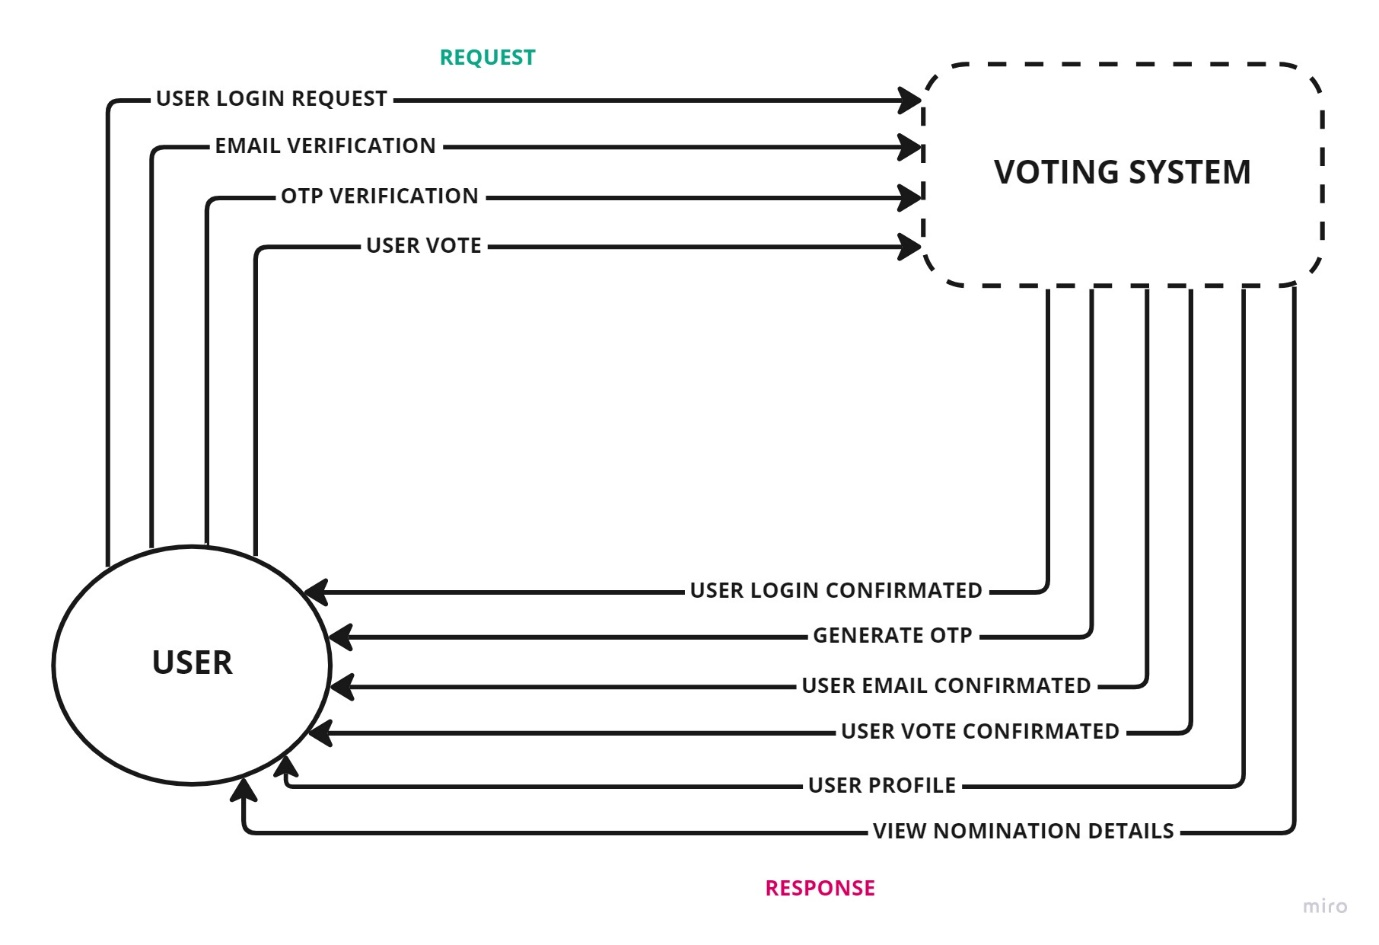 REQUEST
USER LOGIN REQUEST
EMAIL VERIFICATION
OTP VERIFICATION
USER VOTE
VOTING SYSTEM
USER LOGIN CONFIRMATED
GENERATE OTP
USER
USER EMAIL CONFIRMATED
USER VOTE CONFIRMATED
USER PROFILE
VIEW NOMINATION DETAILS
RESPONSE
miro